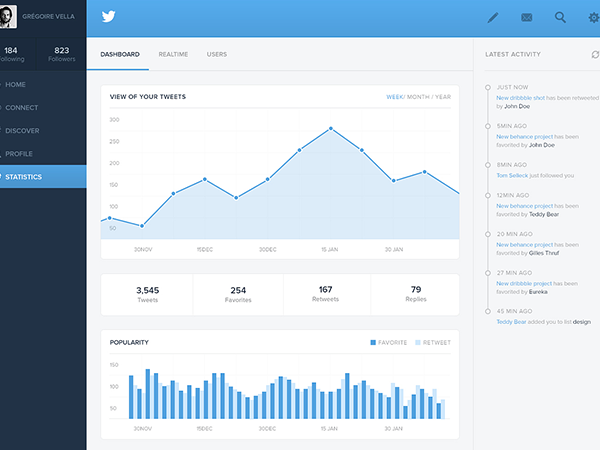 GRÉGOIRE VELLA
184
Following
823
Followers
HOME
CONNECT
DISCOVER
PROFILE
STATISTICS
DASHBOARD
REALTIME
USERS
VIEW OF YOUR TWEETS
WEEK/ MONTH / YEAR
300
250
200
150
100
50
30NOV
15DEC
30DEC
15 JAN
30 JAN
3,545
Tweets
254
Favorites
167
Retweets
79
Replies
POPULARITY
FAVORITE
RETWEET
150
100
50
30NOV
15DEC
30DEC
15 JAN
30 JAN
LATEST ACTIVITY
JUST NOW
New dribbble shot has been retweeted
by John Doe
5MIN AGO
New behance project has been
favorited by John Doe
8MIN AGO
Tom Selleck just followed you
12MIN AGO
New behance project has been
favorited by Teddy Bear
20 MIN AGO
New behance project has been
favorited by Gilles Thruf
27 MIN AGO
New dribbble project has been
favorited by Eureka
45 MIN AGO
Teddy Bear added you to list design